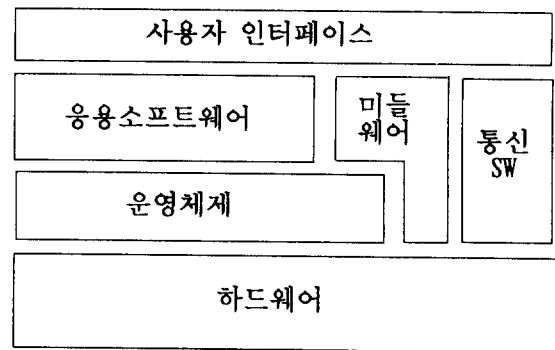 사용자 인터페이스
응용소프트웨어
미들
웨어
통신
SW
운영체제
하드웨어